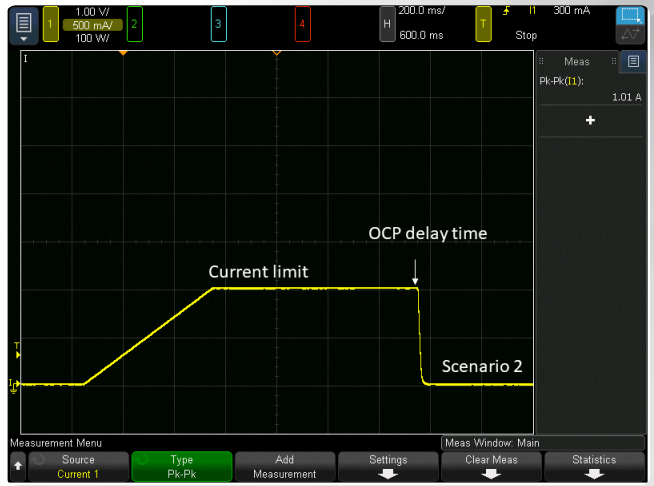 1
1.00 V/
500 mA/
100 W/
2
3
4
H
200.0 ms/
600.0 ms
T
I1
300 mA
Stop
I
Meas
Pk-Pk(I1):
1.01 A
OCP delay time
Current limit
T
Scenario 2
I1
Measurement Menu
Meas Window: Main
Source
Current 1
Type
Pk-Pk
Add
Measurement
Settings
Clear Meas
Statistics